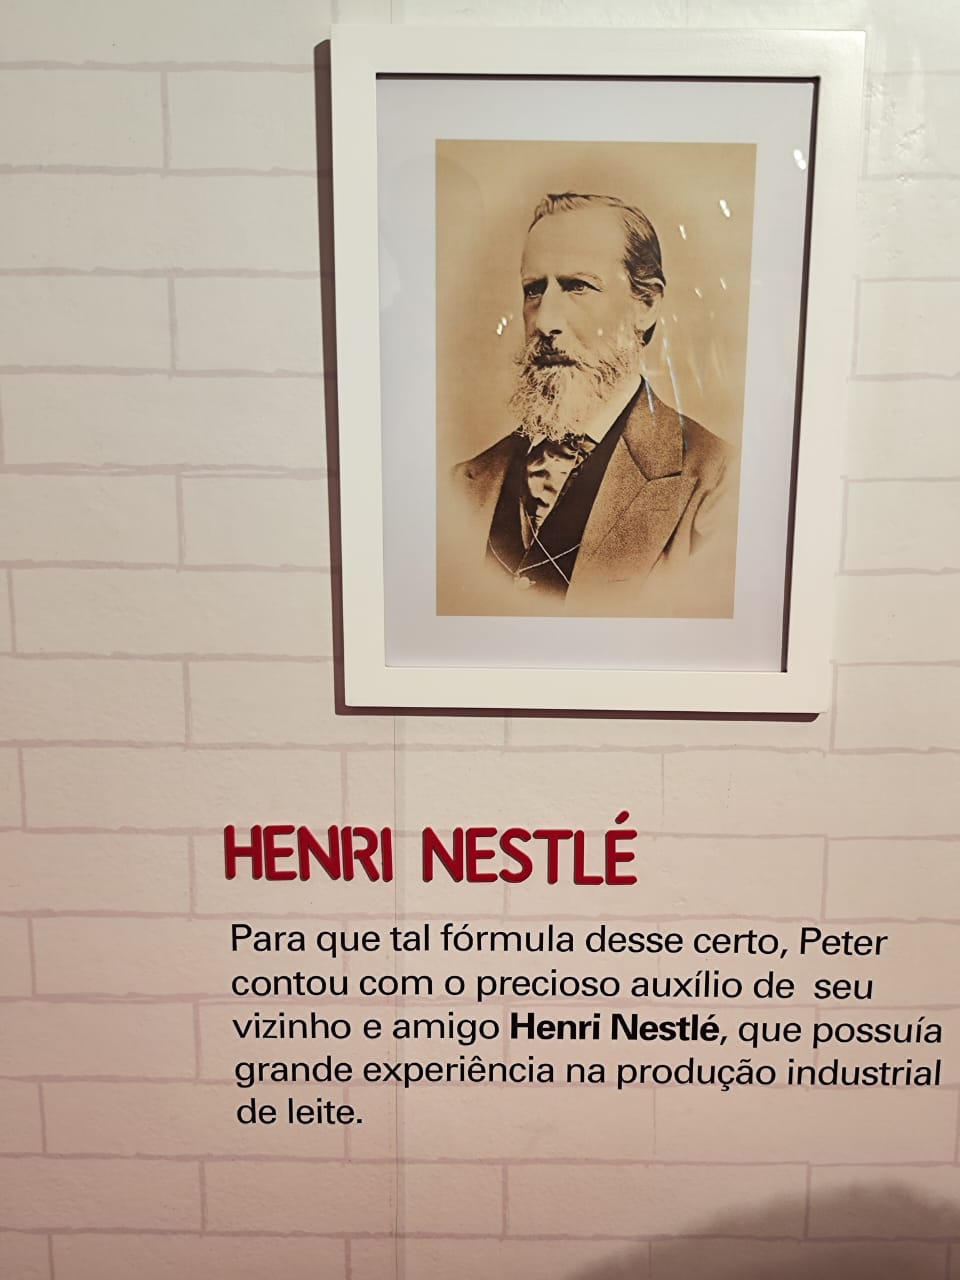 HENRI NESTLÉ
Para que tal fórmula desse certo, Peter
contou com o precioso auxílio de seu
vizinho e amigo Henri Nestlé, que possuía
grande experiência na produção industrial
de leite.